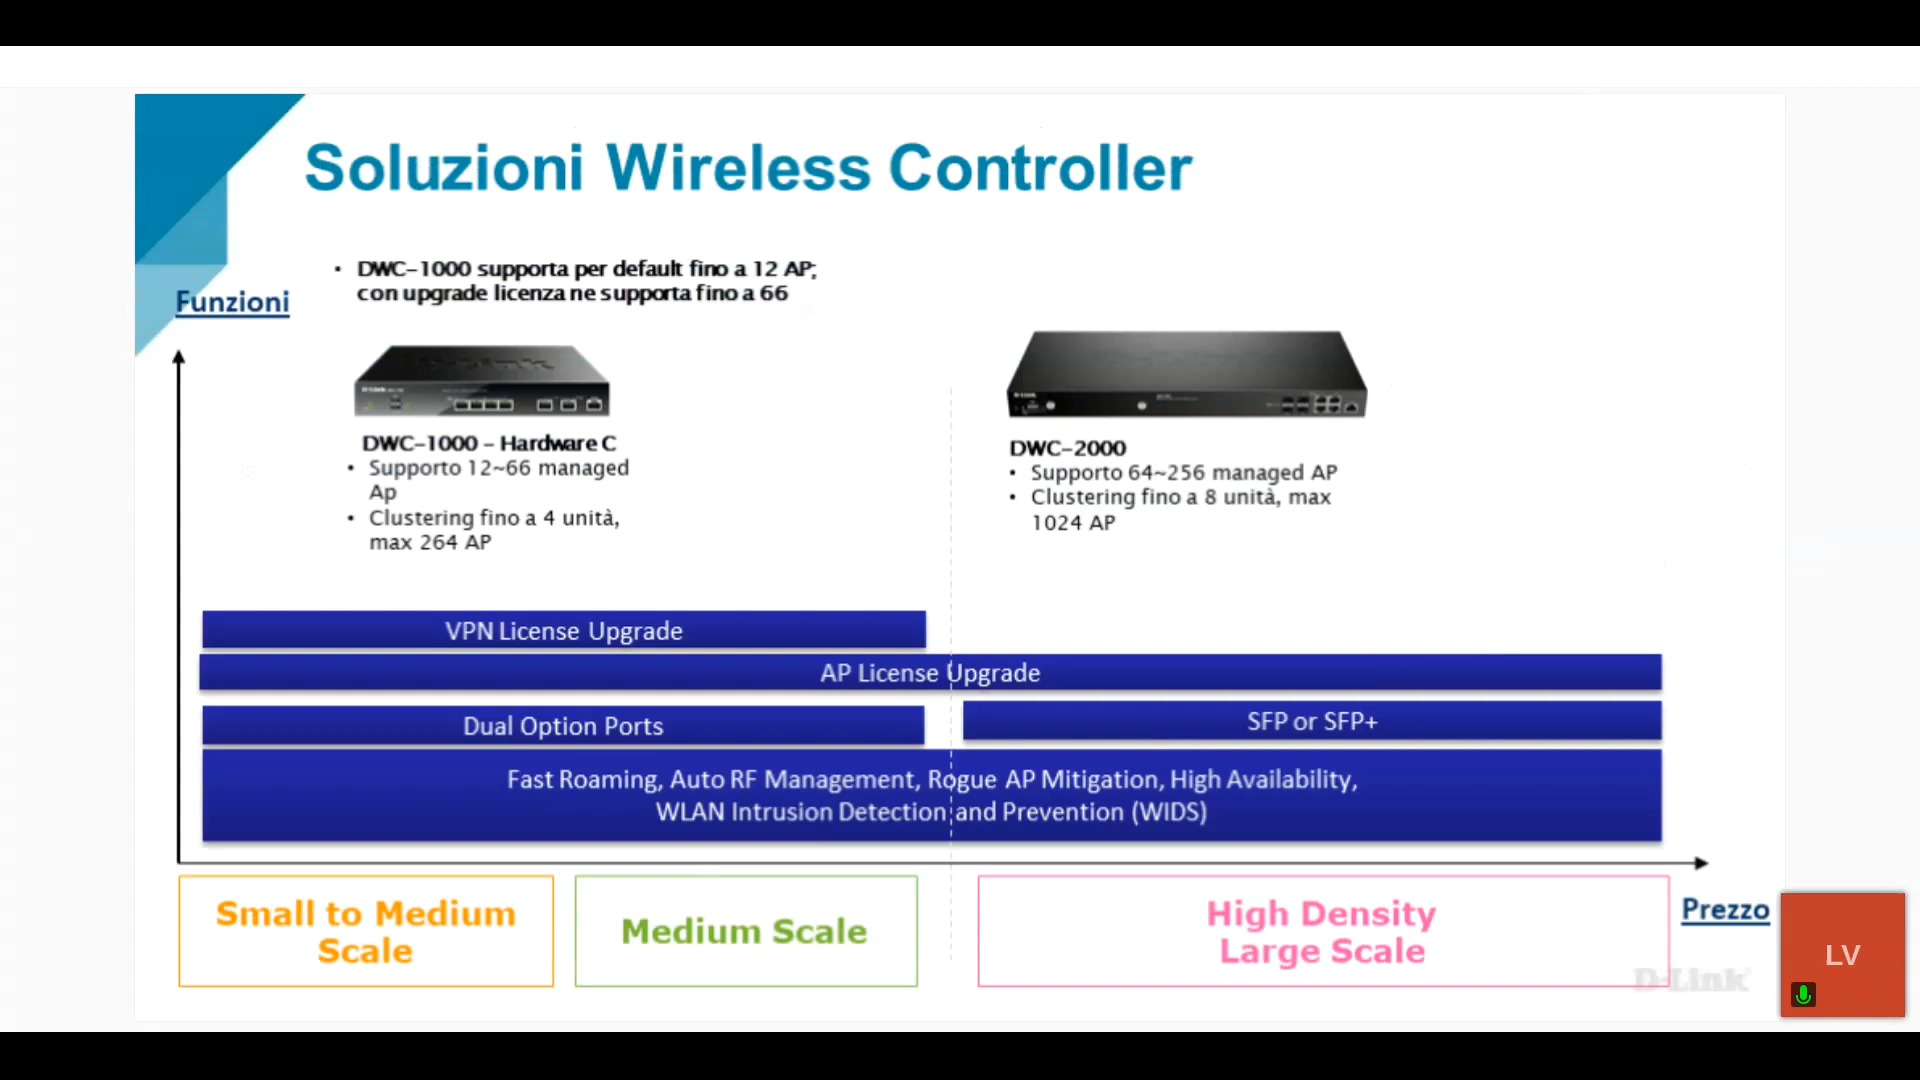 Soluzioni Wireless Controller
• DWC-1000 supporta per default fino a 12 AP;
con upgrade licenza ne supporta fino a 66
Funzioni
D-Link
D-Link
DWC-1000 - Hardware C
• Supporto 12~66 managed
Ap
• Clustering fino a 4 unità,
max 264 AP
DWC-2000
• Supporto 64~256 managed AP
• Clustering fino a 8 unità, max
1024 AP
VPN License Upgrade
AP License Upgrade
Dual Option Ports
SFP or SFP+
Fast Roaming, Auto RF Management, Rogue AP Mitigation, High Availability,
WLAN Intrusion Detection and Prevention (WIDS)
Small to Medium
Scale
Medium Scale
High Density
Large Scale
Prezzo
D-Link
LV